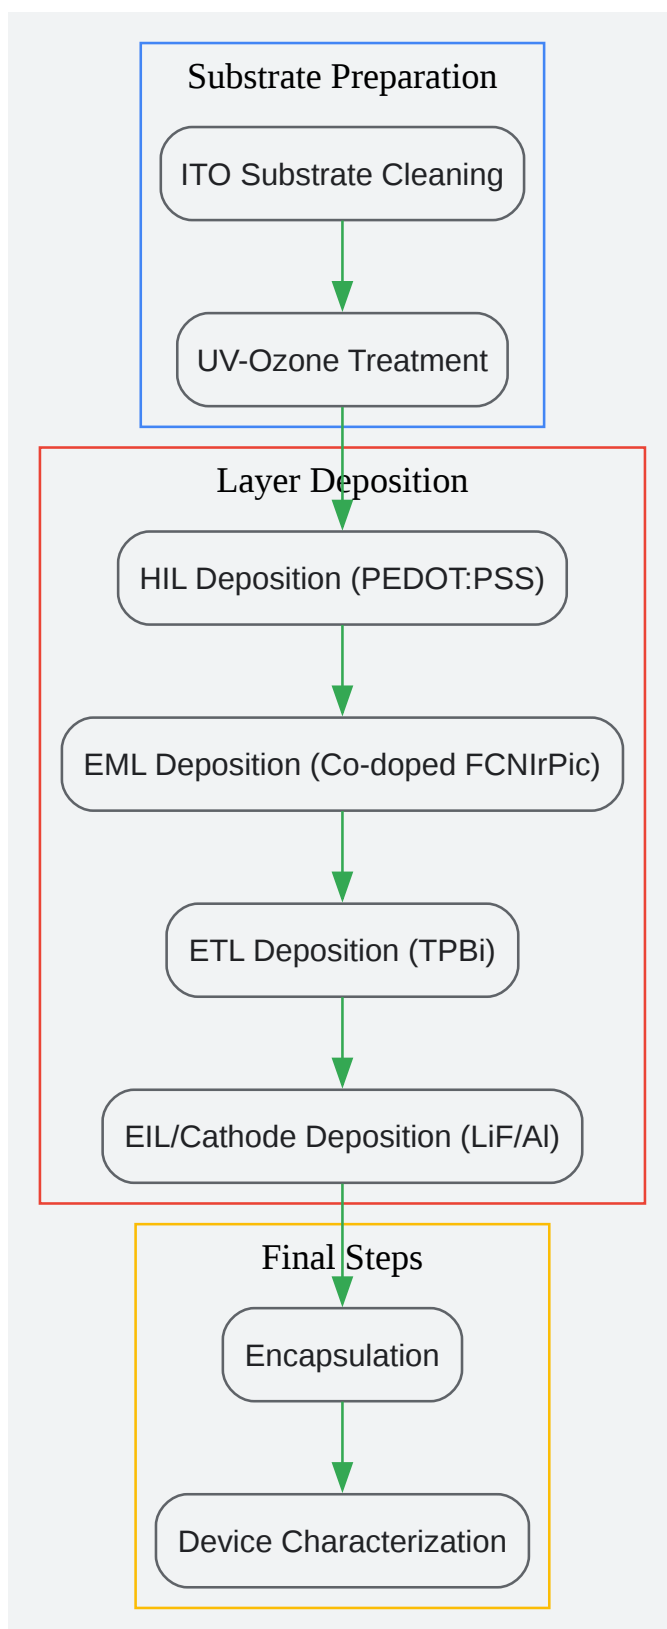 Substrate Preparation
ITO Substrate Cleaning
UV-Ozone Treatment
Layer Deposition
HIL Deposition (PEDOT:PSS)
EML Deposition (Co-doped FCNIrPic)
ETL Deposition (TPBi)
EIL/Cathode Deposition (LiF/Al)
Final Steps
Encapsulation
Device Characterization